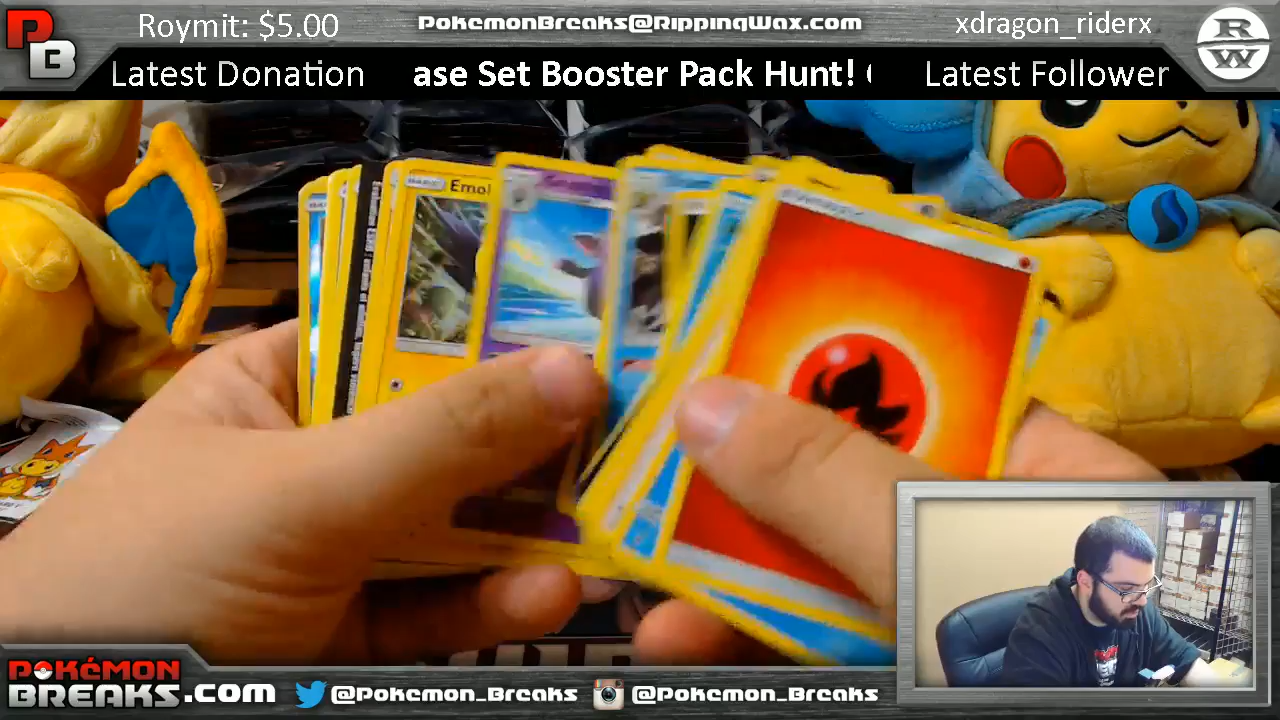 Roymit: $5.00
PokemonBreaks@RippingWax.com
xdragon_riderx
Latest Donation
ase Set Booster Pack Hunt!
Latest Follower
PB
RW
Emol
POKéMON
BREAKS.com
@Pokemon_Breaks
@Pokemon_Breaks